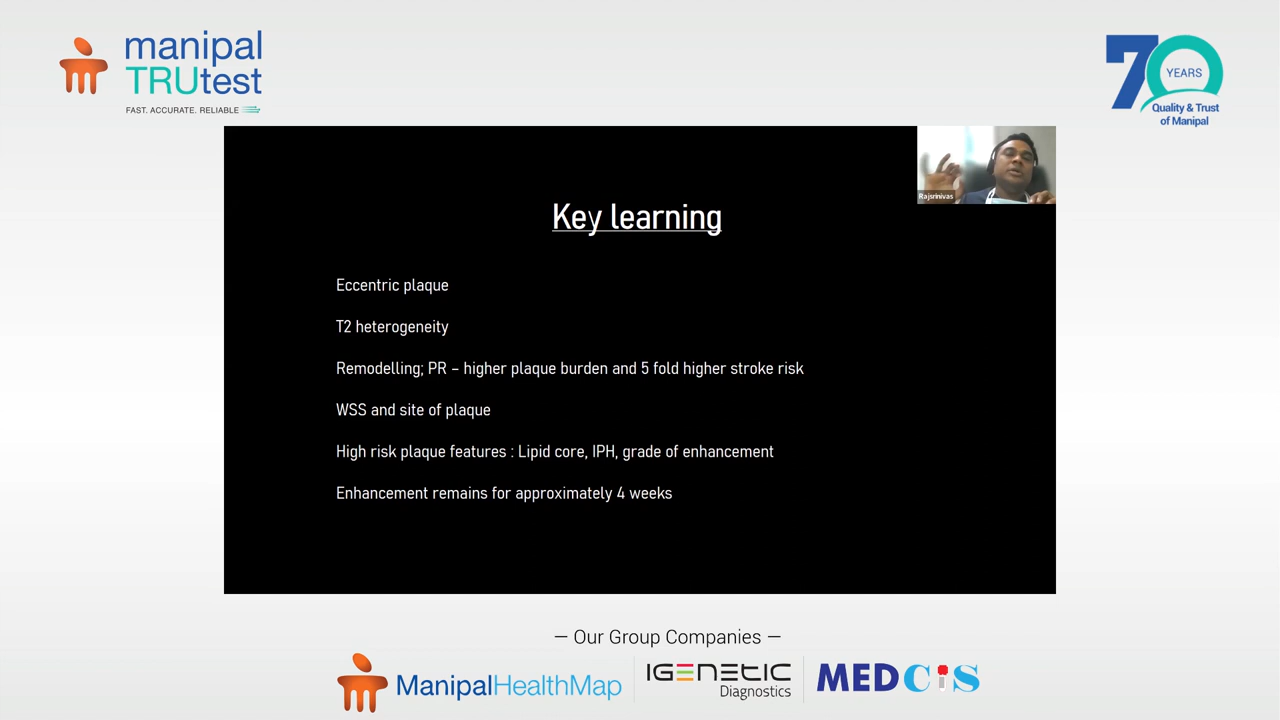 manipal
TRUtest
FAST. ACCURATE. RELIABLE
70
YEARS
Quality & Trust
of Manipal
Rajsrinivas
Key learning
Eccentric plaque
T2 heterogeneity
Remodelling; PR – higher plaque burden and 5 fold higher stroke risk
WSS and site of plaque
High risk plaque features : Lipid core, IPH, grade of enhancement
Enhancement remains for approximately 4 weeks
— Our Group Companies —
ManipalHealthMap
IGENETIC
Diagnostics
MEDCiS